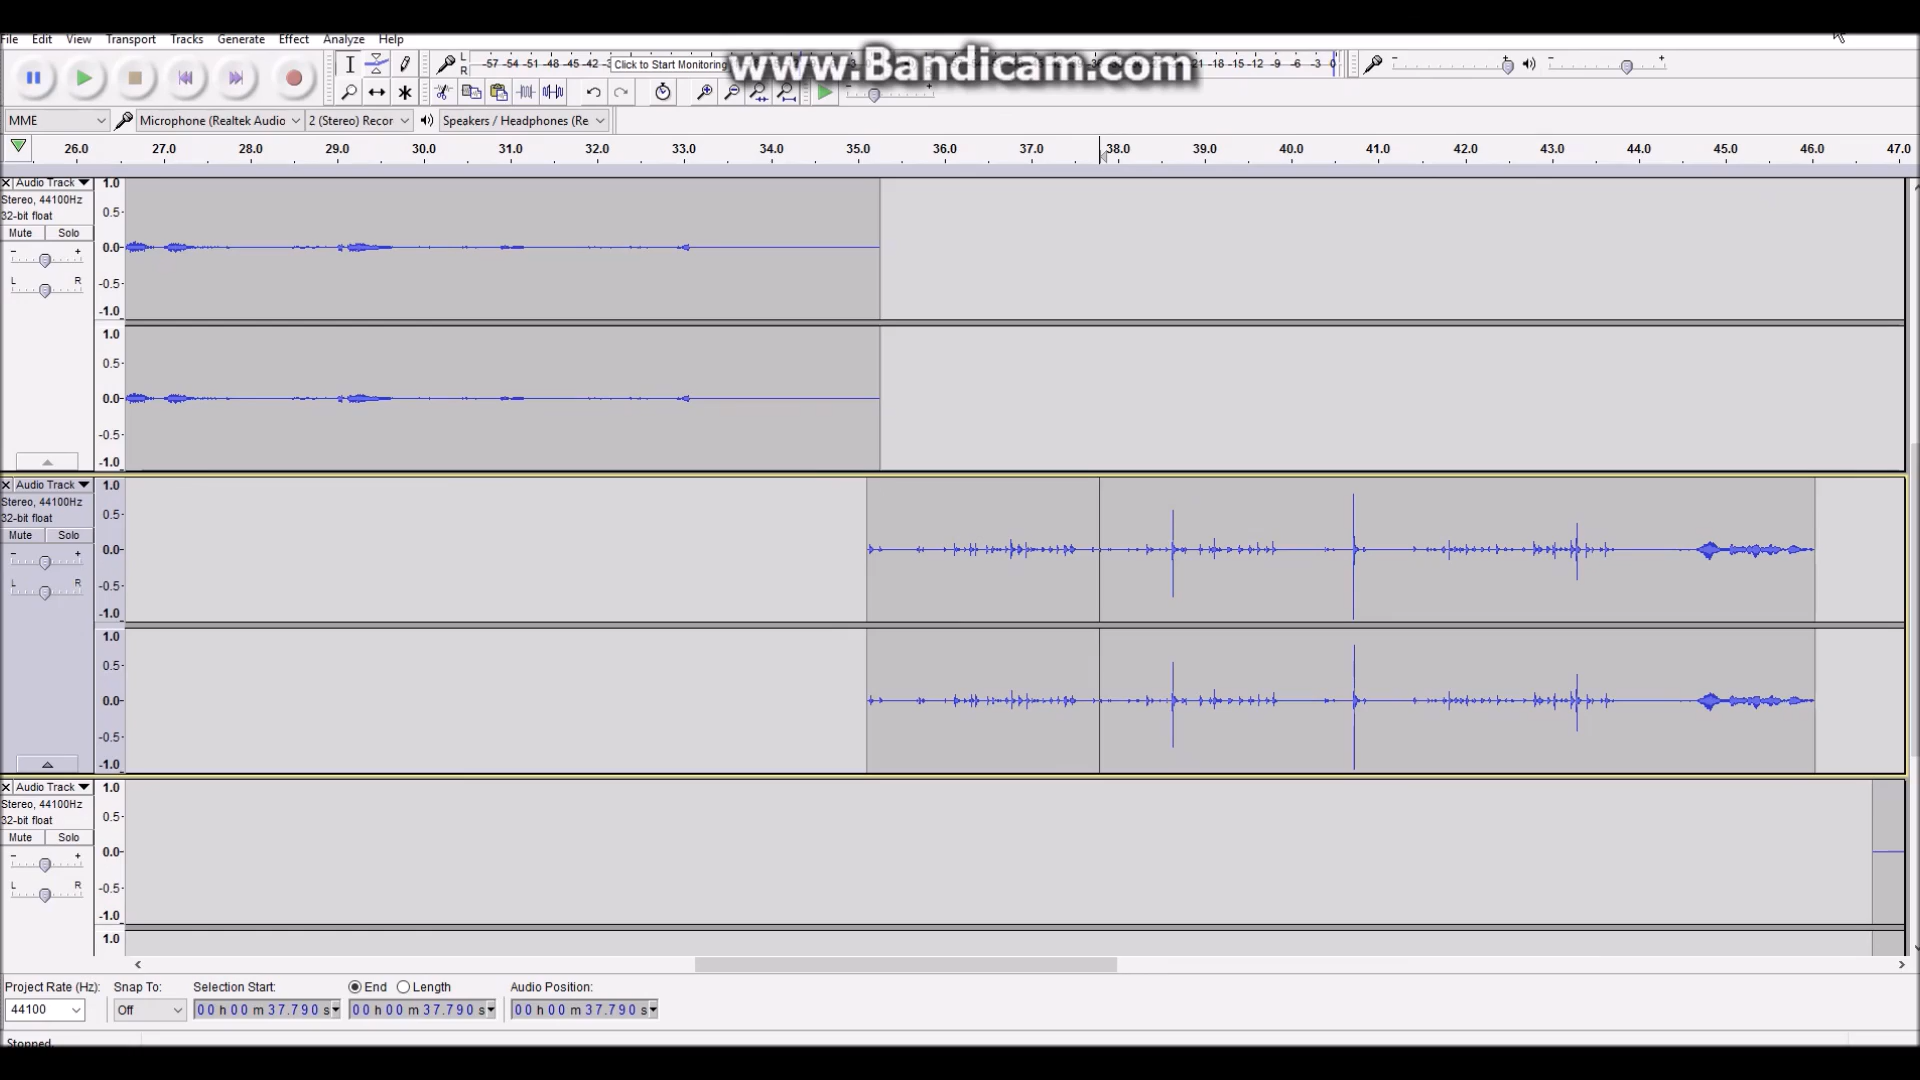 File Edit View Transport Tracks Generate Effect Analyze Help
www.Bandicam.com
L
R
-57 -54 -51 -48 -45 -42 -3 Click to Start Monitoring -18 -15 -12 -9 -6 -3 0
MME Microphone (Realtek Audio 2 (Stereo) Recor Speakers / Headphones (Re
26.0 27.0 28.0 29.0 30.0 31.0 32.0 33.0 34.0 35.0 36.0 37.0 38.0 39.0 40.0 41.0 42.0 43.0 44.0 45.0 46.0 47.0
Audio Track 1.0
Stereo, 44100Hz
32-bit float 0.5
Mute Solo
- + 0.0
L R -0.5
-1.0
1.0
0.5
0.0
-0.5
-1.0
Audio Track 1.0
Stereo, 44100Hz
32-bit float 0.5
Mute Solo
- + 0.0
L R -0.5
-1.0
1.0
0.5
0.0
-0.5
-1.0
Audio Track 1.0
Stereo, 44100Hz
32-bit float 0.5
Mute Solo
- + 0.0
L R -0.5
-1.0
1.0
Project Rate (Hz): Snap To: Selection Start: End Length Audio Position:
44100 Off 00 h 00 m 37.790 s 00 h 00 m 37.790 s 00 h 00 m 37.790 s
Stopped.